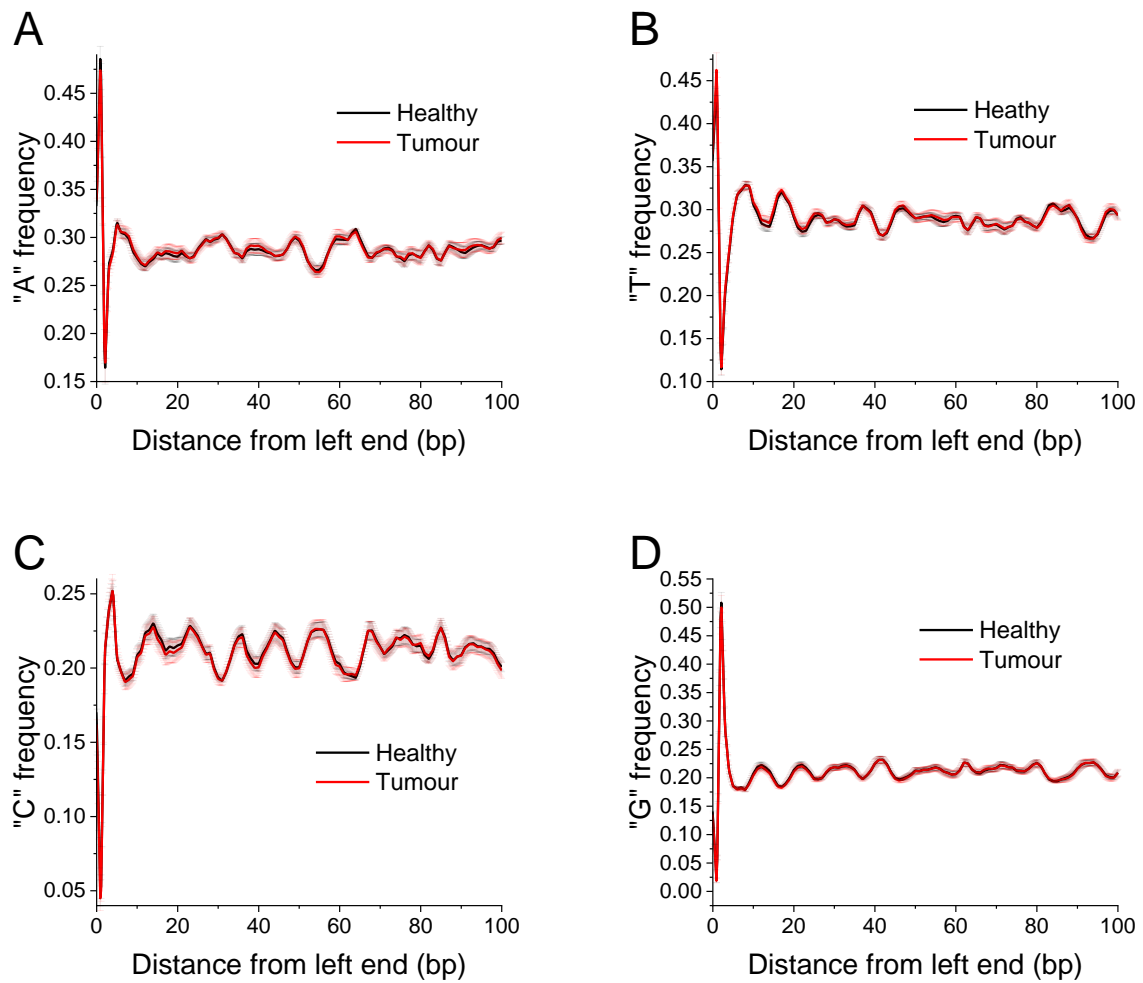 A
0.45
0.40
0.35
0.30
0.25
0.20
0.15
"A" frequency
Healthy
Tumour
0 20 40 60 80 100
Distance from left end (bp)
B
0.45
0.40
0.35
0.30
0.25
0.20
0.15
0.10
"T" frequency
Heathy
Tumour
0 20 40 60 80 100
Distance from left end (bp)
C
0.25
0.20
0.15
0.10
0.05
"C" frequency
Healthy
Tumour
0 20 40 60 80 100
Distance from left end (bp)
D
0.55
0.50
0.45
0.40
0.35
0.30
0.25
0.20
0.15
0.10
0.05
0.00
"G" frequency
Healthy
Tumour
0 20 40 60 80 100
Distance from left end (bp)